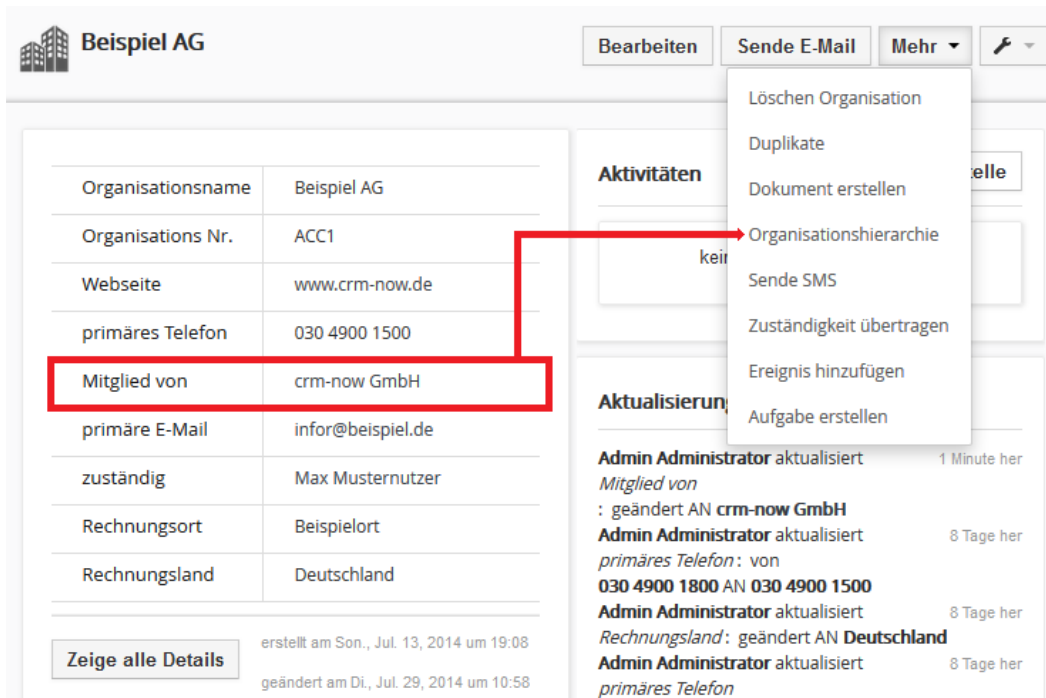 Beispiel AG
Bearbeiten
Sende E-Mail
Mehr
Löschen Organisation
Duplikate
Dokument erstellen
Organisationshierarchie
Sende SMS
Zuständigkeit übertragen
Ereignis hinzufügen
Aufgabe erstellen
Organisationsname Beispiel AG
Organisations Nr. ACC1
Webseite www.crm-now.de
primäres Telefon 030 4900 1500
Mitglied von crm-now GmbH
primäre E-Mail infor@beispiel.de
zuständig Max Musternutzer
Rechnungsort Beispielort
Rechnungsland Deutschland
Zeige alle Details
erstellt am Son., Jul. 13, 2014 um 19:08
geändert am Di., Jul. 29, 2014 um 10:58
Aktivitäten
Admin Administrator aktualisiert 1 Minute her
Mitglied von
: geändert AN crm-now GmbH
Admin Administrator aktualisiert 8 Tage her
primäres Telefon : von
030 4900 1800 AN 030 4900 1500
Admin Administrator aktualisiert 8 Tage her
Rechnungsland : geändert AN Deutschland
Admin Administrator aktualisiert 8 Tage her
primäres Telefon